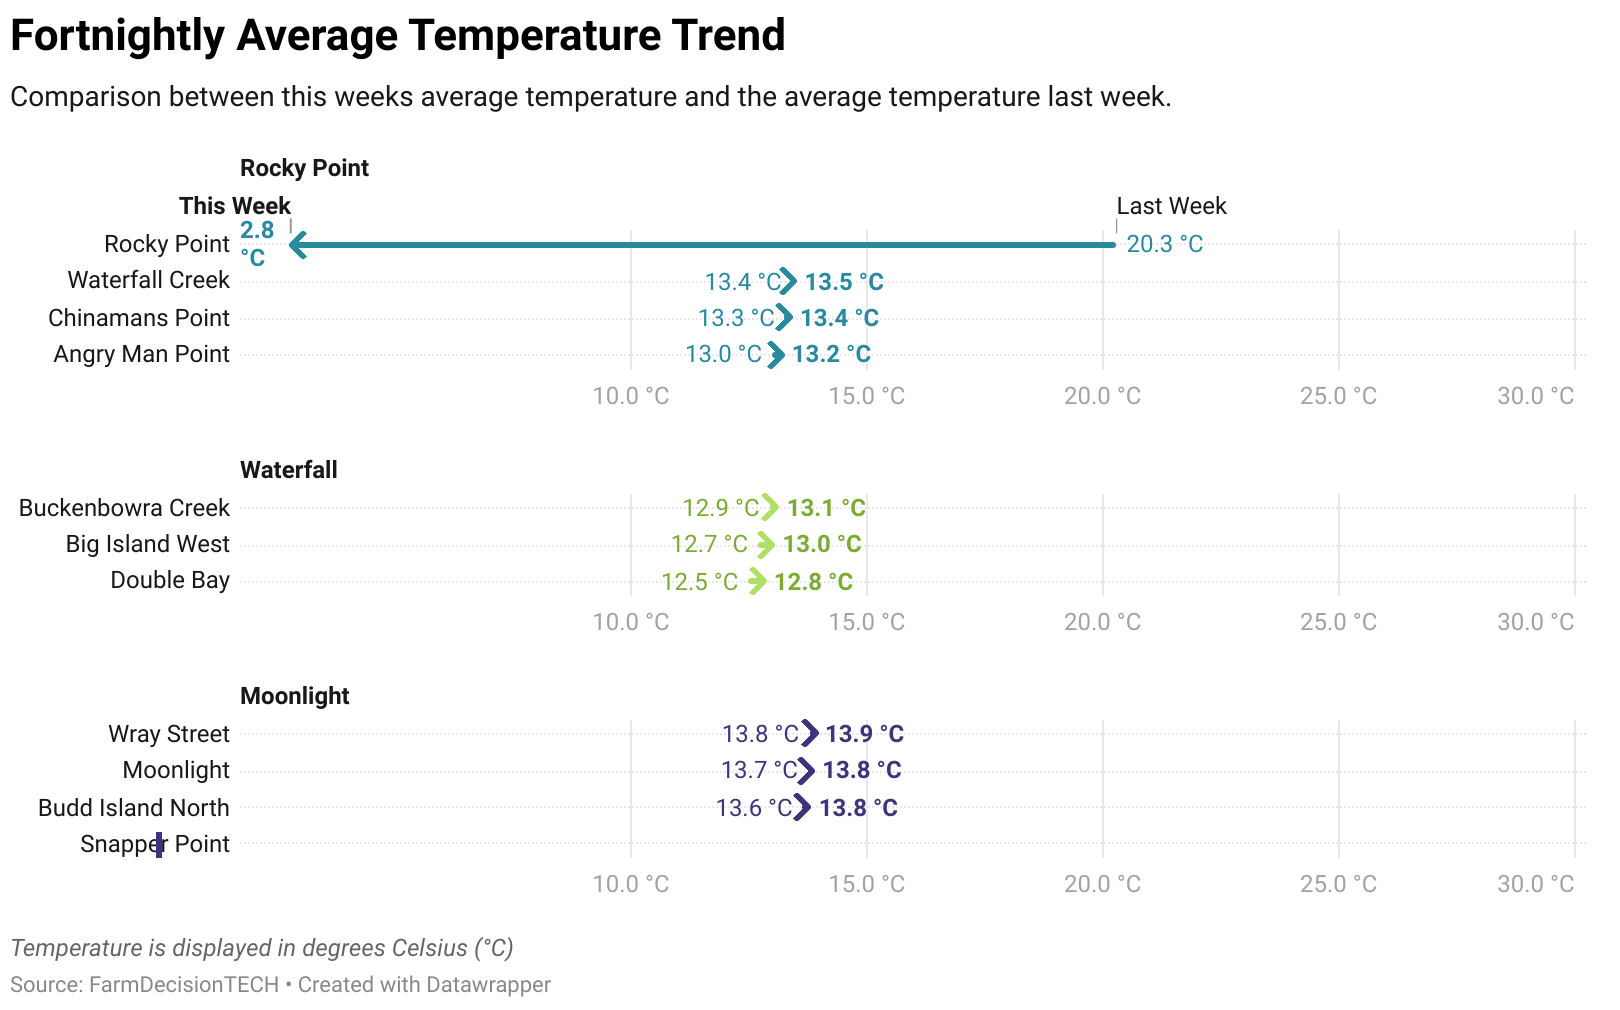 Fortnightly Average Temperature Trend
Comparison between this weeks average temperature and the average temperature last week.
Rocky Point
This Week Last Week
Rocky Point 2.8 °C 20.3 °C
Waterfall Creek 13.4 °C 13.5 °C
Chinamans Point 13.3 °C 13.4 °C
Angry Man Point 13.0 °C 13.2 °C
10.0 °C 15.0 °C 20.0 °C 25.0 °C 30.0 °C
Waterfall
Buckenbowra Creek 12.9 °C 13.1 °C
Big Island West 12.7 °C 13.0 °C
Double Bay 12.5 °C 12.8 °C
10.0 °C 15.0 °C 20.0 °C 25.0 °C 30.0 °C
Moonlight
Wray Street 13.8 °C 13.9 °C
Moonlight 13.7 °C 13.8 °C
Budd Island North 13.6 °C 13.8 °C
Snapper Point
10.0 °C 15.0 °C 20.0 °C 25.0 °C 30.0 °C
Temperature is displayed in degrees Celsius (°C)
Source: FarmDecisionTECH • Created with Datawrapper